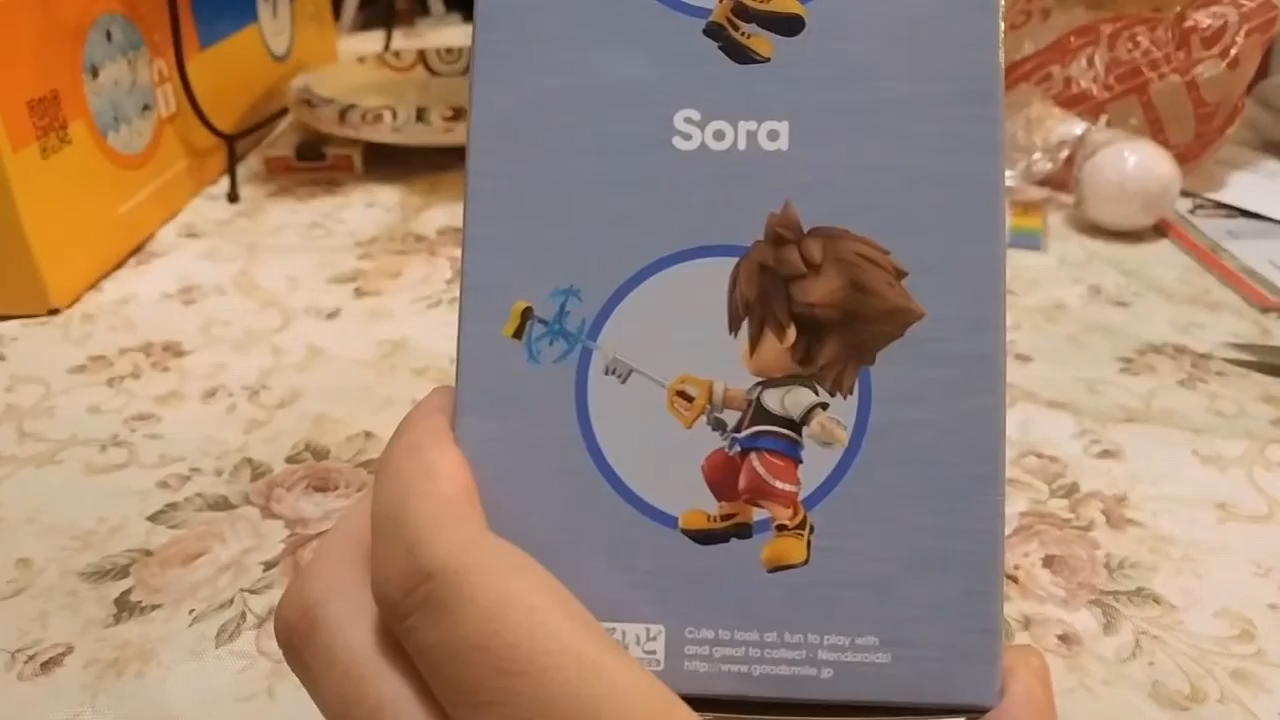 Sora
Cute to look at, fun to play with
and great to collect - Nendoroids!
http://www.goodsmile.jp